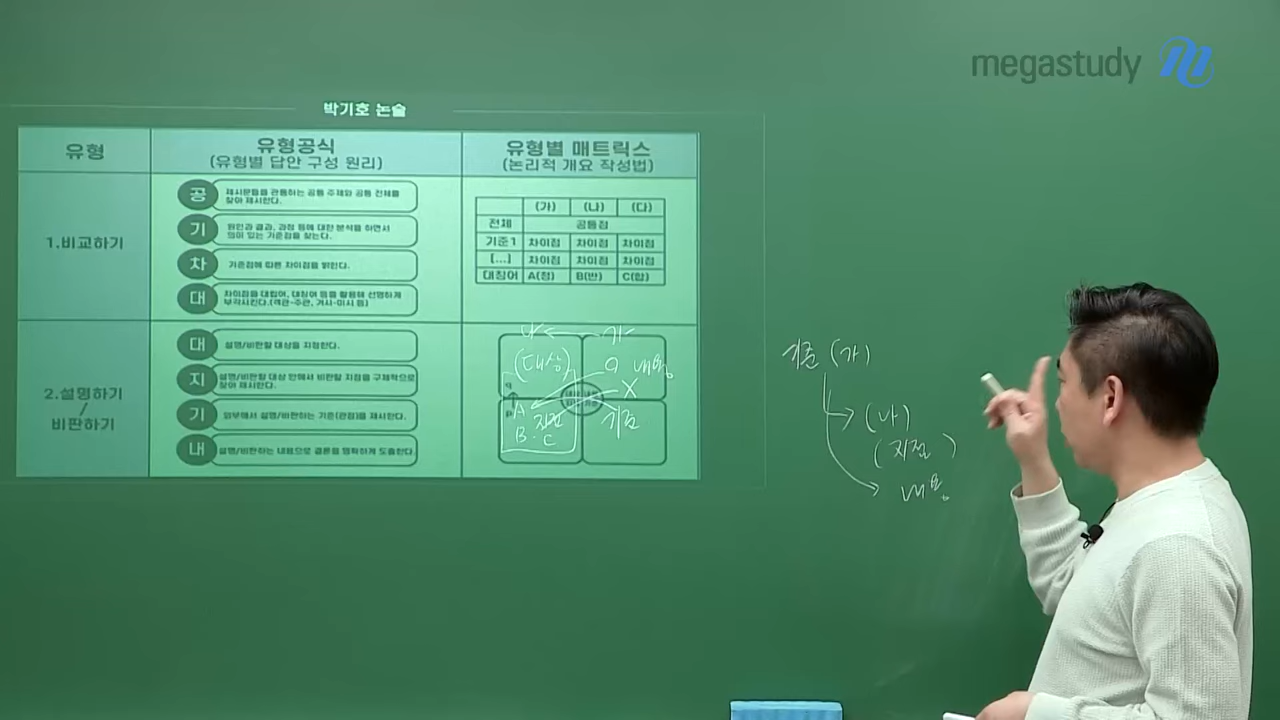 megastudy
박기호 논술
유형
유형공식
(유형별 답안 구성 원리)
유형별 매트릭스
(논리적 개요 작성법)
1.비교하기
공
제시문들을 관통하는 공통 주제와 공통 전제를
찾아 제시한다.
기
원인과 결과, 과정 등에 대한 분석을 하면서
의미 있는 기준점을 찾는다.
차
기준점에 따른 차이점을 밝힌다.
대
차이점을 대립어, 대칭어 등을 활용해 선명하게
부각시킨다.(객관-주관, 거시-미시 등)
(가) (나) (다)
전체 공통점
기준1 차이점 차이점 차이점
[...] 차이점 차이점 차이점
대칭어 A(정) B(반) C(합)
2.설명하기
/
비판하기
대
설명/비판할 대상을 지정한다.
지
설명/비판할 대상 안에서 비판할 지점을 구체적으로
찾아 제시한다.
기
외부에서 설명/비판하는 기준(관점)을 제시한다.
내
설명/비판하는 내용으로 결론을 명확하게 도출한다.
나 가
(대상) O 내용
X
A 지점
B. C
기준
기준 (가)
(나)
(지점)
내용